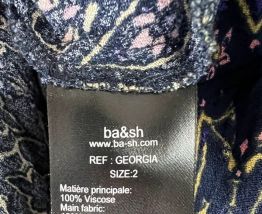 ba&sh
www-ba-sh.com
REF : GEORGIA
SIZE:2
Matière principale:
100% Viscose
Main fabric: